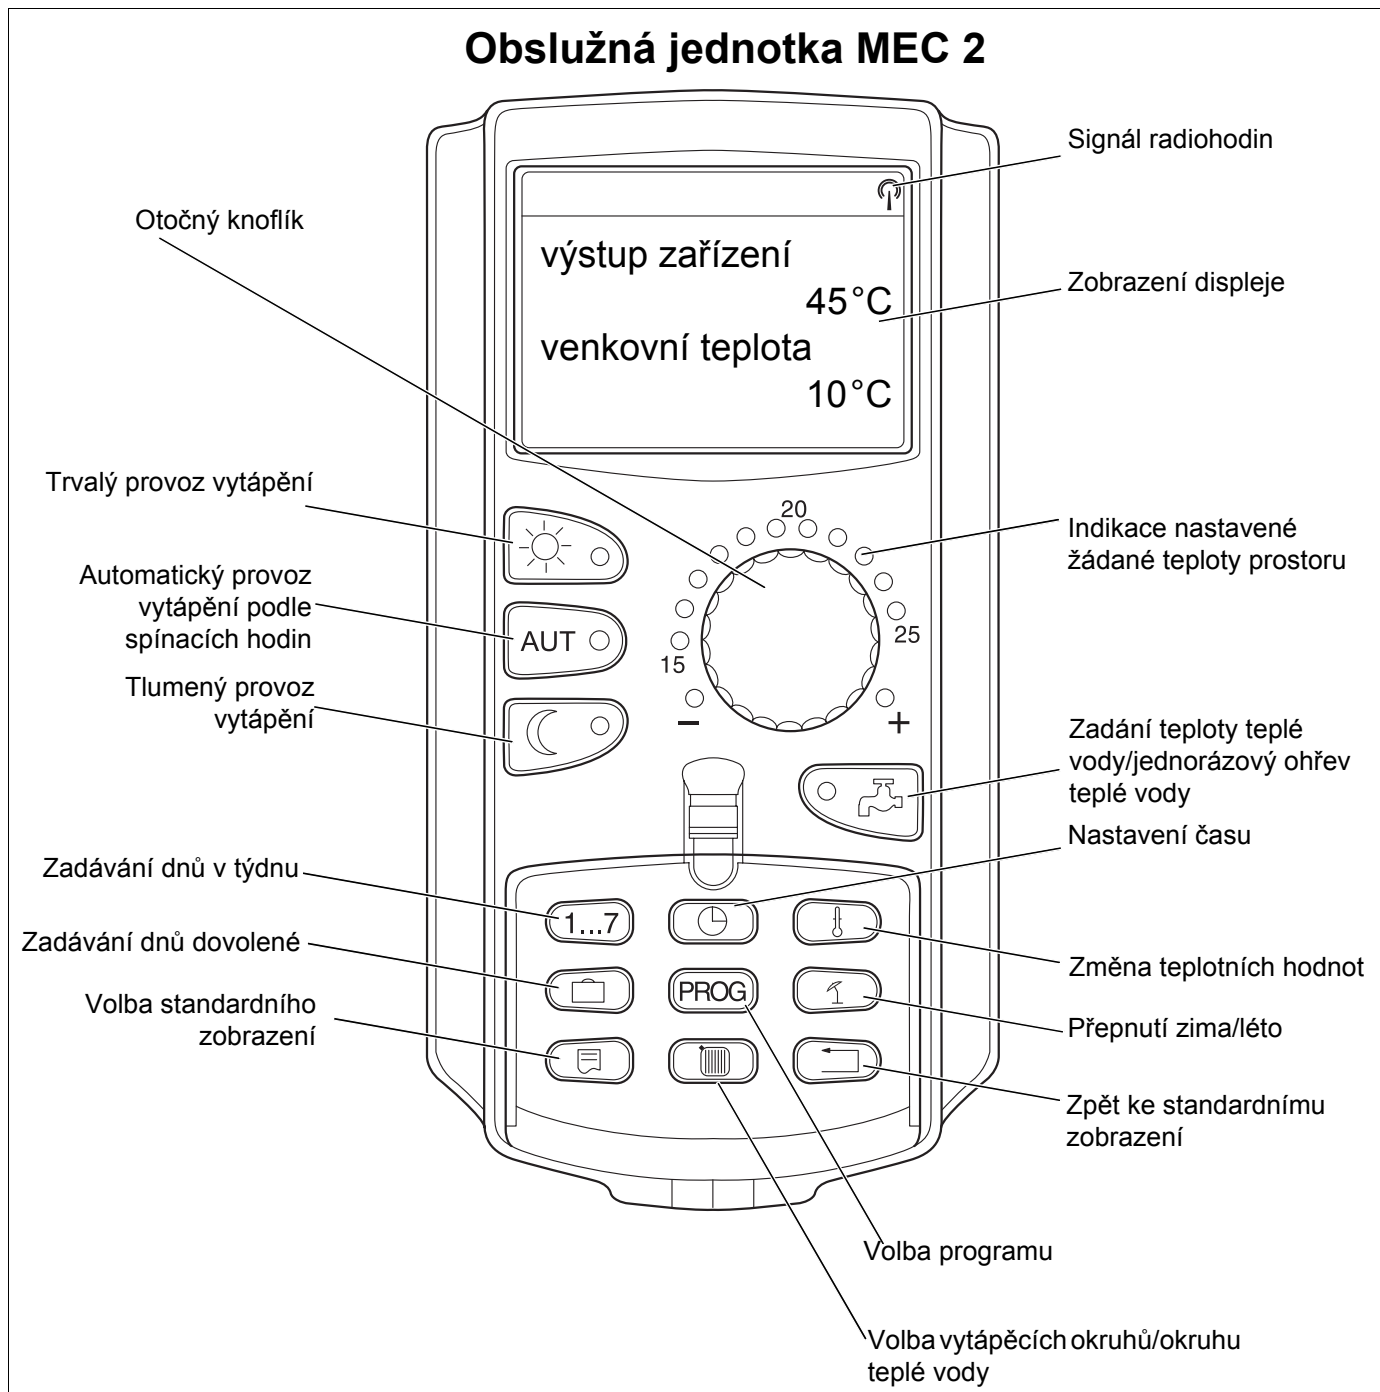 Obslužná jednotka MEC 2
Signál radiohodin
Otočný knoflík
výstup zařízení
45°C
Zobrazení displeje
venkovní teplota
10°C
Trvalý provoz vytápění
20
Indikace nastavené
žádané teploty prostoru
Automatický provoz
vytápění podle
spínacích hodin
AUT
25
15
Tlumený provoz
vytápění
– +
Zadání teploty teplé
vody/jednorázový ohřev
teplé vody
Nastavení času
Zadávání dnů v týdnu
1...7
Zadávání dnů dovolené
Změna teplotních hodnot
PROG
Volba standardního
zobrazení
Přepnutí zima/léto
Zpět ke standardnímu
zobrazení
Volba programu
Volba vytápěcích okruhů/okruhu
teplé vody